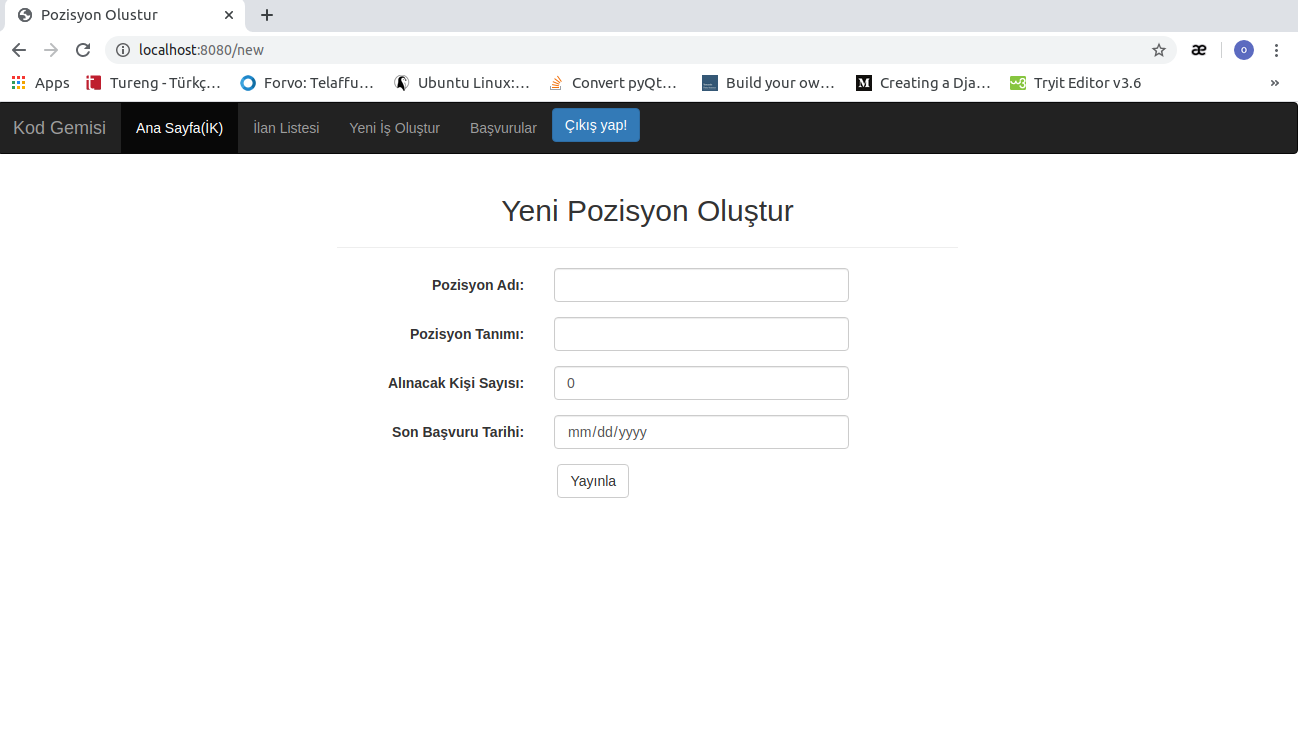 Pozisyon Olustur
localhost:8080/new
Apps Tureng - Türkç... Forvo: Telaffu... Ubuntu Linux:... Convert pyQt... Build your ow... Creating a Dja... Tryit Editor v3.6 »
Kod Gemisi Ana Sayfa(İK) İlan Listesi Yeni İş Oluştur Başvurular Çıkış yap!
Yeni Pozisyon Oluştur
Pozisyon Adı:
Pozisyon Tanımı:
Alınacak Kişi Sayısı: 0
Son Başvuru Tarihi: mm/dd/yyyy
Yayınla